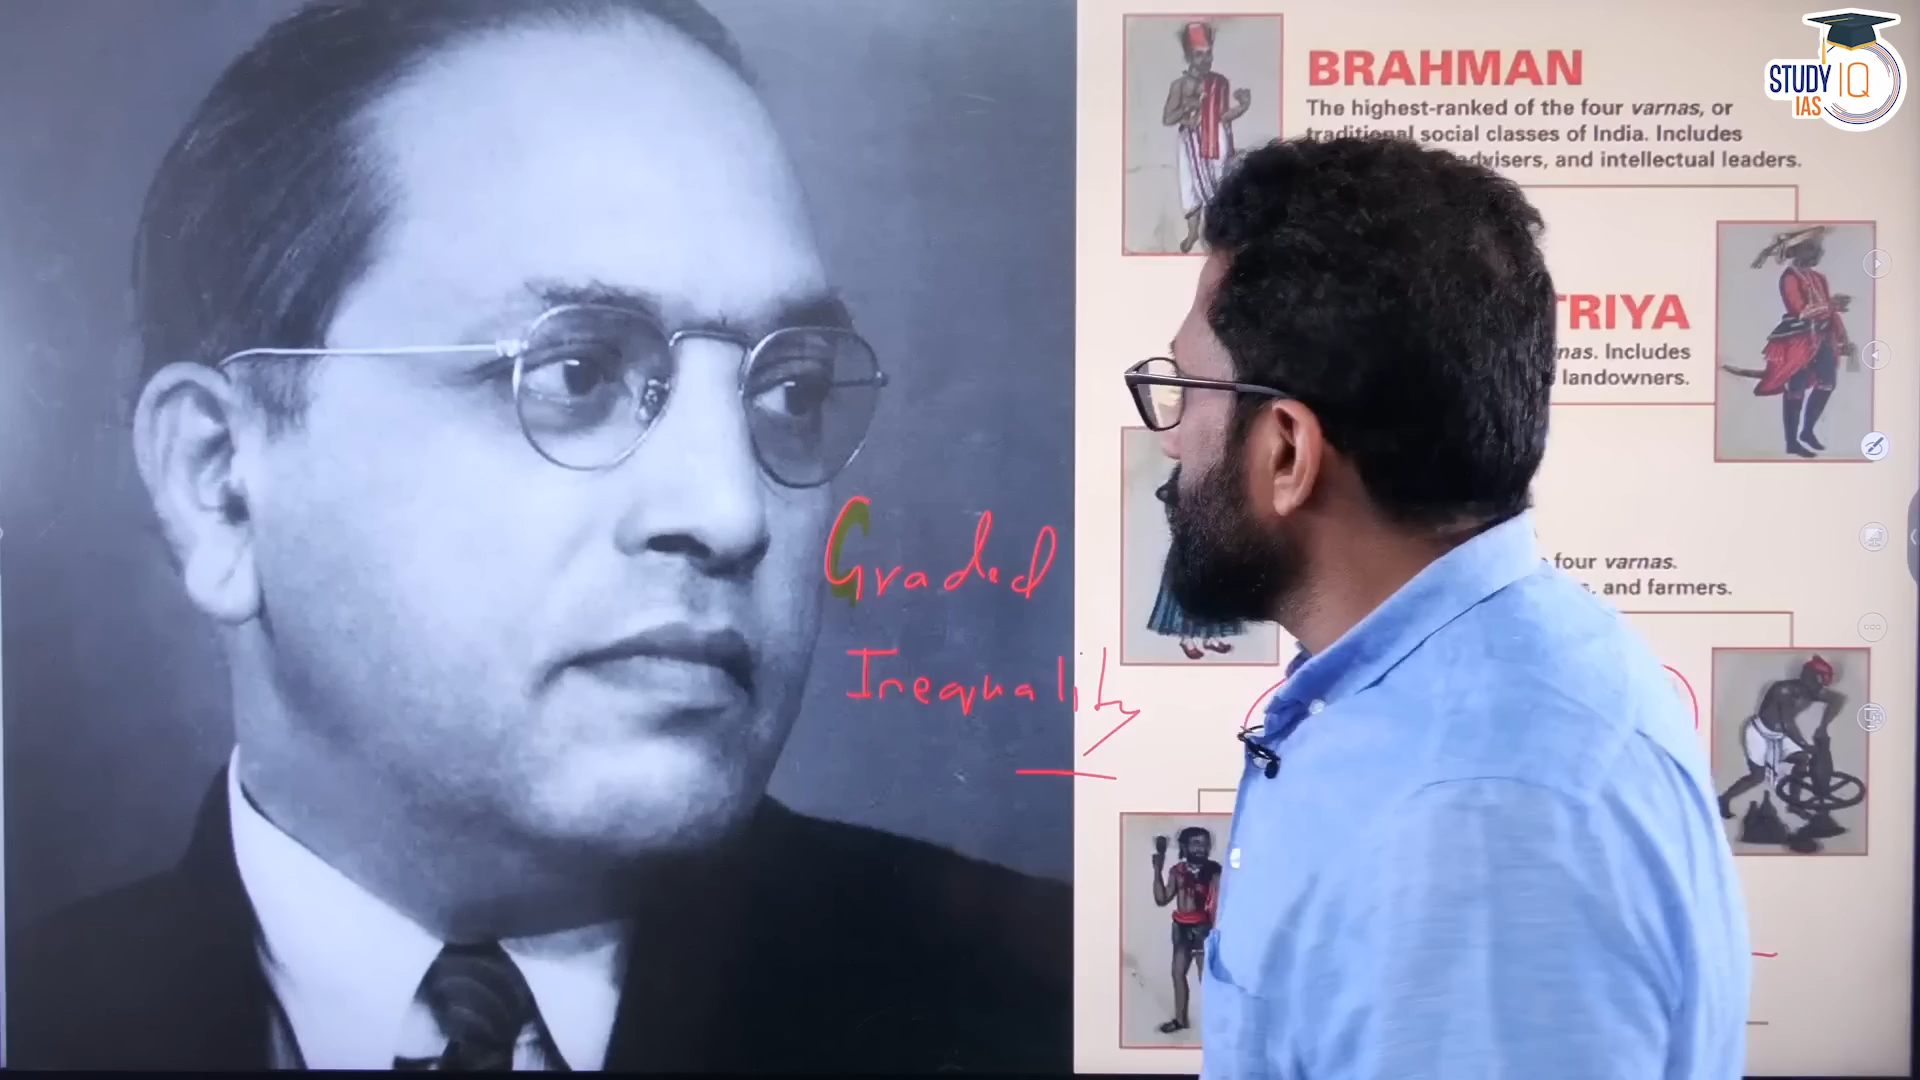 BRAHMAN
The highest-ranked of the four varnas, or
traditional social classes of India. Includes
advisers, and intellectual leaders.
STUDY IQ
IAS
TRIYA
nas. Includes
landowners.
Graded
Inequality
four varnas.
and farmers.